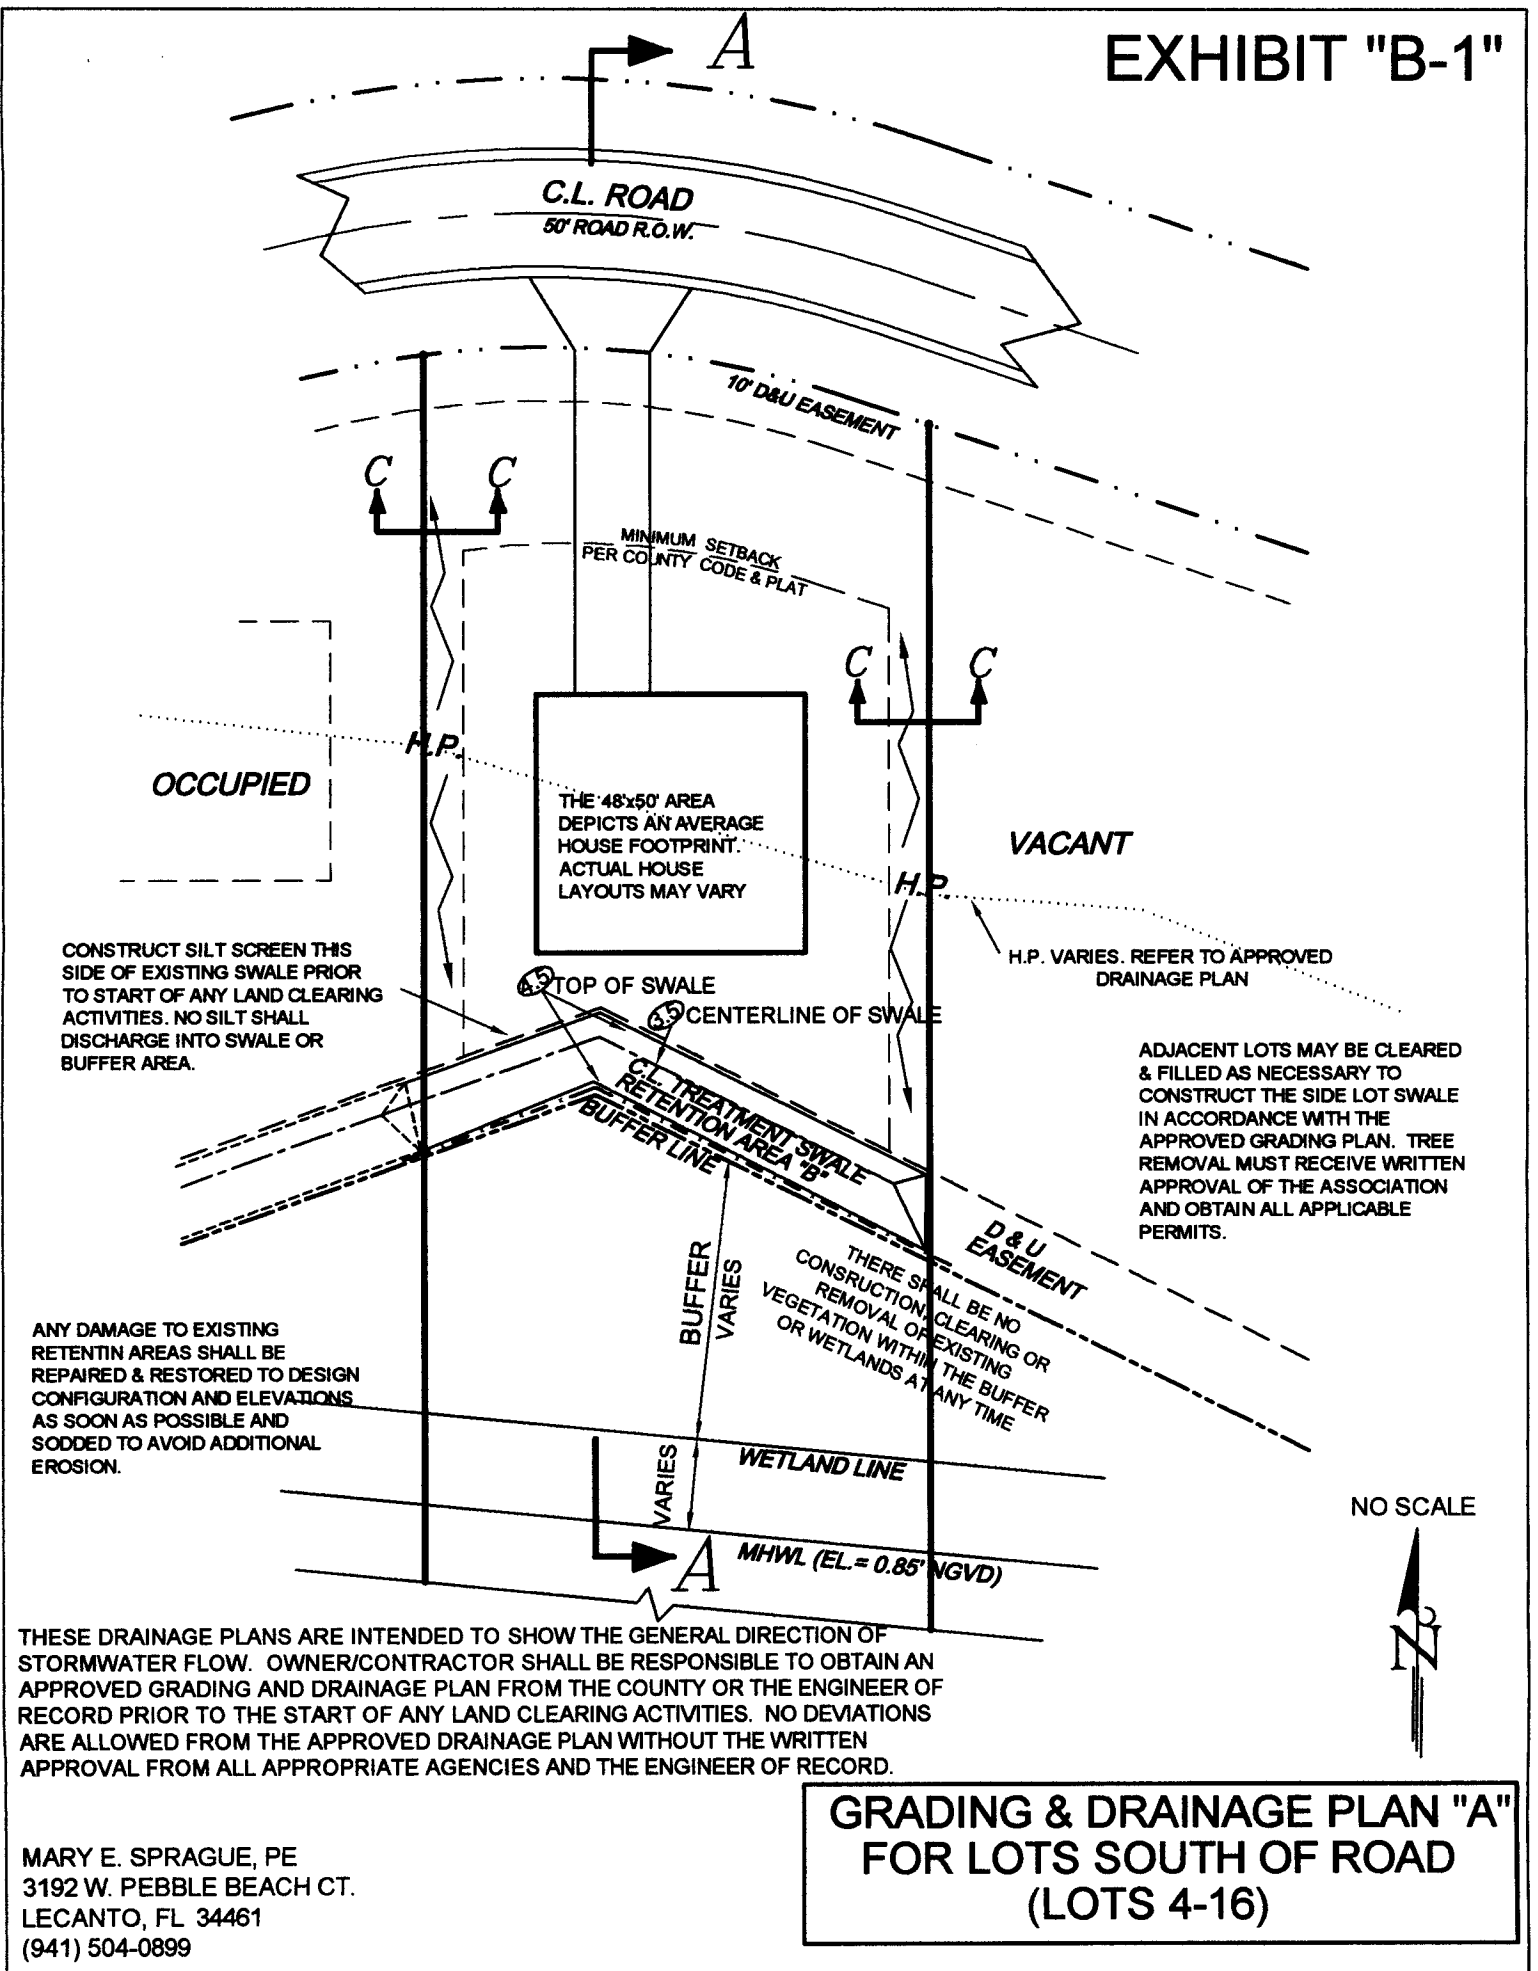 EXHIBIT "B-1"
A
C.L. ROAD
50' ROAD R.O.W.
10' D&U EASEMENT
C
C
MINIMUM SETBACK
PER COUNTY CODE & PLAT
C
C
H.P.
OCCUPIED
THE 48'x50' AREA
DEPICTS AN AVERAGE
HOUSE FOOTPRINT.
ACTUAL HOUSE
LAYOUTS MAY VARY
VACANT
H.P.
H.P. VARIES. REFER TO APPROVED
DRAINAGE PLAN
CONSTRUCT SILT SCREEN THIS
SIDE OF EXISTING SWALE PRIOR
TO START OF ANY LAND CLEARING
ACTIVITIES. NO SILT SHALL
DISCHARGE INTO SWALE OR
BUFFER AREA.
4.5 TOP OF SWALE
3.5 CENTERLINE OF SWALE
C.L. TREATMENT SWALE
RETENTION AREA "B"
BUFFER LINE
ADJACENT LOTS MAY BE CLEARED
& FILLED AS NECESSARY TO
CONSTRUCT THE SIDE LOT SWALE
IN ACCORDANCE WITH THE
APPROVED GRADING PLAN. TREE
REMOVAL MUST RECEIVE WRITTEN
APPROVAL OF THE ASSOCIATION
AND OBTAIN ALL APPLICABLE
PERMITS.
D & U
EASEMENT
BUFFER
VARIES
THERE SHALL BE NO
CONSRUCTION, CLEARING OR
REMOVAL OF EXISTING
VEGETATION WITHIN THE BUFFER
OR WETLANDS AT ANY TIME
ANY DAMAGE TO EXISTING
RETENTIN AREAS SHALL BE
REPAIRED & RESTORED TO DESIGN
CONFIGURATION AND ELEVATIONS
AS SOON AS POSSIBLE AND
SODDED TO AVOID ADDITIONAL
EROSION.
WETLAND LINE
VARIES
A
MHWL (EL.= 0.85' NGVD)
NO SCALE
N
THESE DRAINAGE PLANS ARE INTENDED TO SHOW THE GENERAL DIRECTION OF
STORMWATER FLOW. OWNER/CONTRACTOR SHALL BE RESPONSIBLE TO OBTAIN AN
APPROVED GRADING AND DRAINAGE PLAN FROM THE COUNTY OR THE ENGINEER OF
RECORD PRIOR TO THE START OF ANY LAND CLEARING ACTIVITIES. NO DEVIATIONS
ARE ALLOWED FROM THE APPROVED DRAINAGE PLAN WITHOUT THE WRITTEN
APPROVAL FROM ALL APPROPRIATE AGENCIES AND THE ENGINEER OF RECORD.
GRADING & DRAINAGE PLAN "A"
FOR LOTS SOUTH OF ROAD
(LOTS 4-16)
MARY E. SPRAGUE, PE
3192 W. PEBBLE BEACH CT.
LECANTO, FL 34461
(941) 504-0899